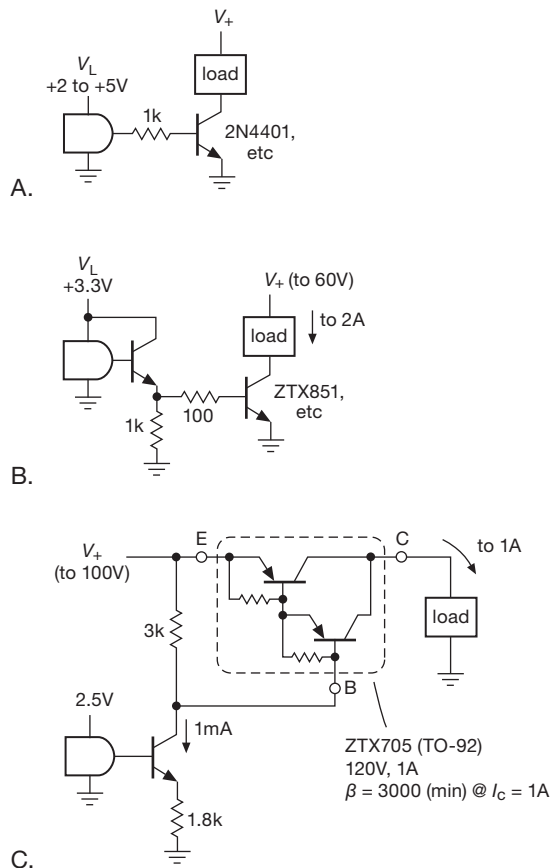 V+
load
VL
+2 to +5V
1k
2N4401,
etc
A.
VL
+3.3V
V+ (to 60V)
load
to 2A
100
ZTX851,
etc
1k
B.
E
C
V+
(to 100V)
to 1A
3k
load
B
2.5V
1mA
ZTX705 (TO-92)
120V, 1A
β = 3000 (min) @ Ic = 1A
1.8k
C.